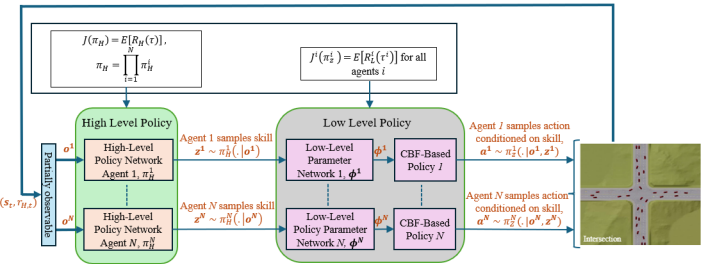 J(π_H) = E[R_H(τ)],
π_H = ∏_{i=1}^{N} π_H^i
J^i(π_z^i) = E[R_L^i(τ^i)] for all
agents i
High Level Policy
Low Level Policy
(s_t, r_{H,t})
Partially
observable
o^1
High-Level
Policy Network
Agent 1, π_H^1
Agent 1 samples skill
z^1 ~ π_H^1(. |o^1)
Low-Level
Parameter
Network 1, ϕ^1
ϕ^1
CBF-Based
Policy 1
Agent 1 samples action
conditioned on skill,
a^1 ~ π_z^1(. |o^1, z^1)
o^N
High-Level
Policy Network
Agent N, π_H^N
Agent N samples skill
z^N ~ π_H^N(. |o^N)
Low-Level
Policy Parameter
Network N, ϕ^N
ϕ^N
CBF-Based
Policy N
Agent N samples action
conditioned on skill,
a^N ~ π_z^N(. |o^N, z^N)
Intersection